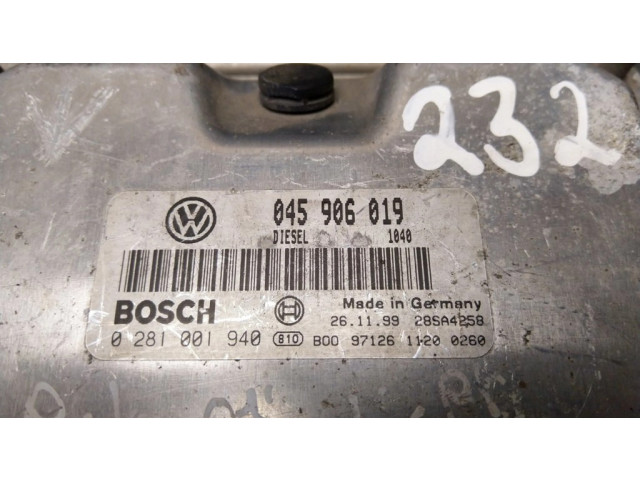 232
VW
045 906 019
DIESEL 1040
BOSCH
Made in Germany
26.11.99 28SA4258
0 281 001 940 810 B00 97126 1120 0260